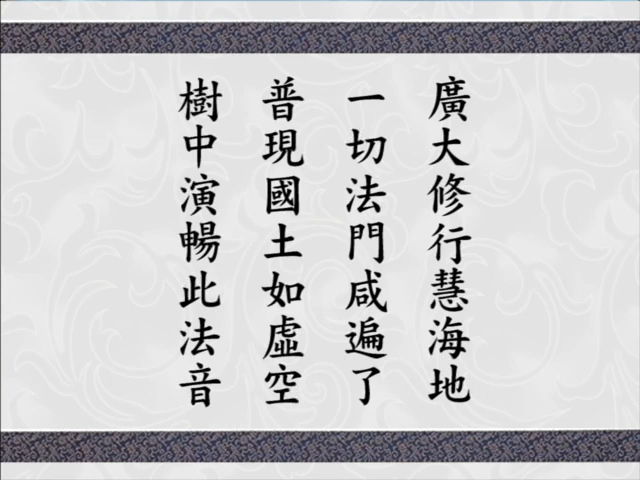 廣大修行慧海地
一切法門咸遍了
普現國土如虛空
樹中演暢此法音